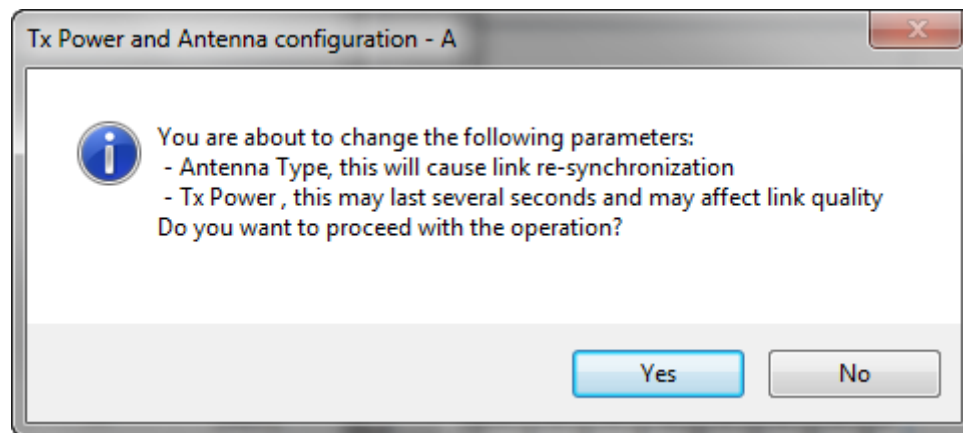 Tx Power and Antenna configuration - A
You are about to change the following parameters:
- Antenna Type, this will cause link re-synchronization
- Tx Power , this may last several seconds and may affect link quality
Do you want to proceed with the operation?
Yes
No